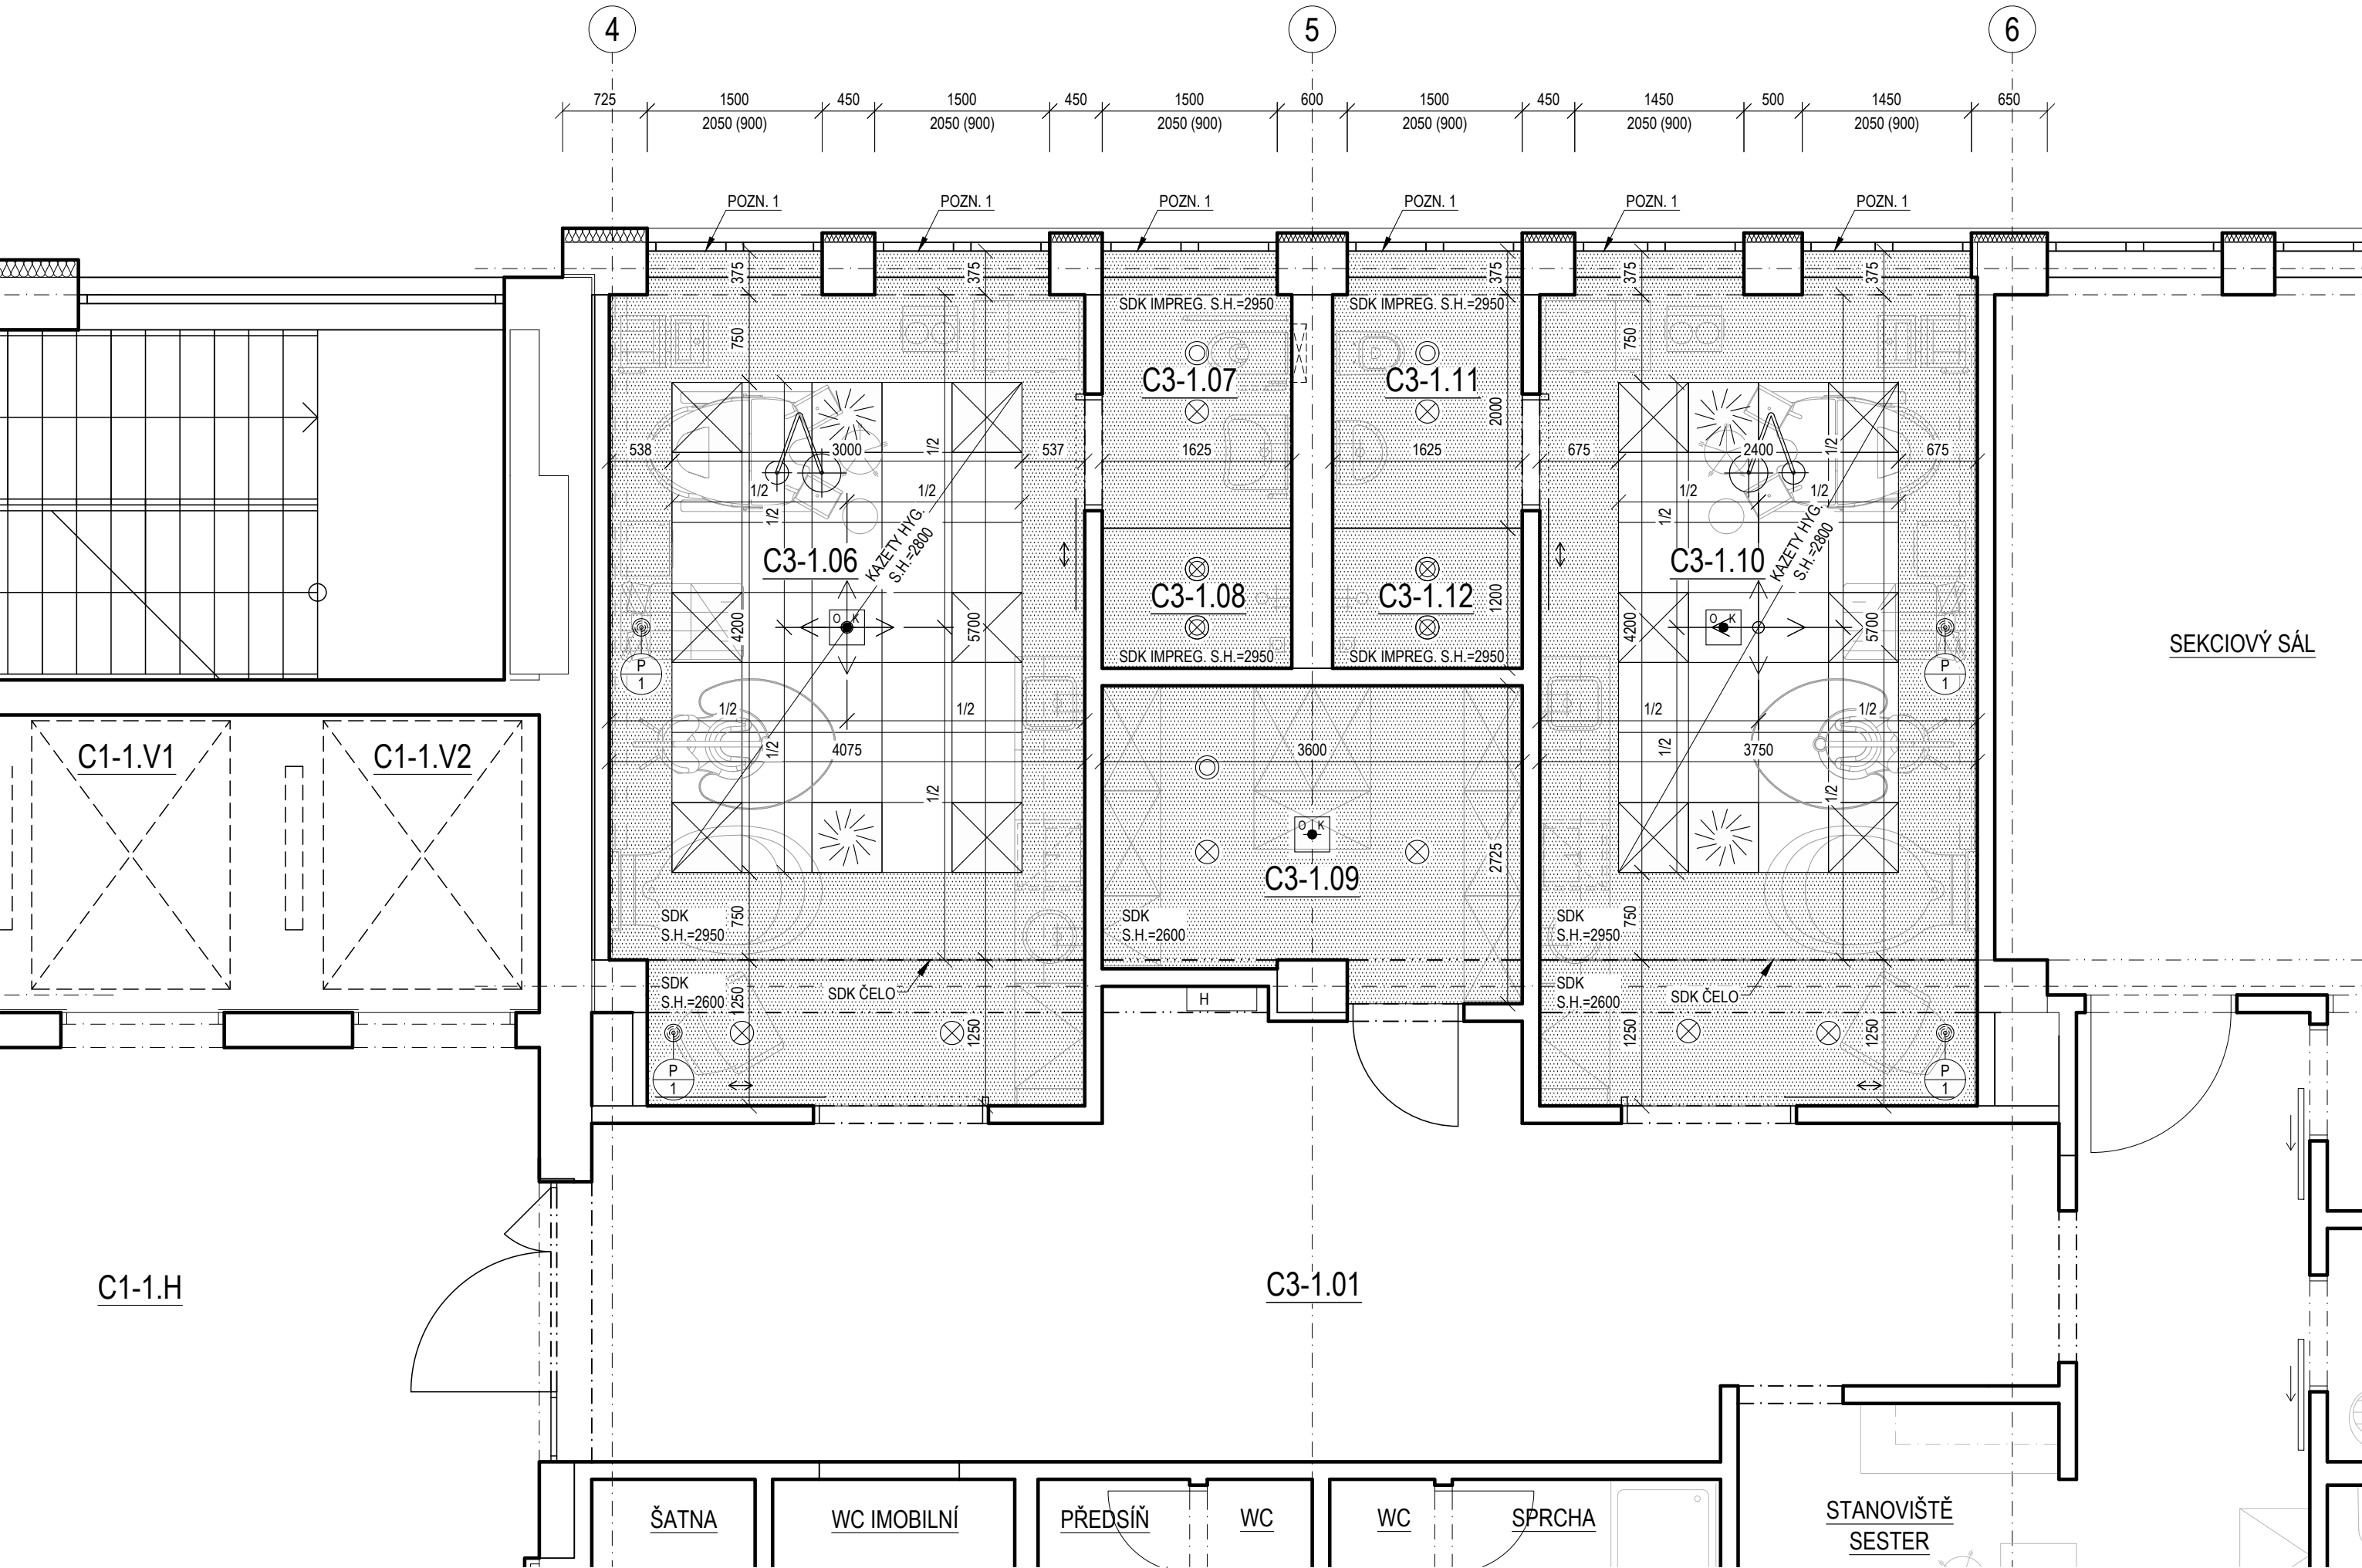 4
5
6
725
1500
450
1500
450
1500
600
1500
450
1450
500
1450
650
2050 (900)
2050 (900)
2050 (900)
2050 (900)
2050 (900)
2050 (900)
POZN. 1
POZN. 1
POZN. 1
POZN. 1
POZN. 1
POZN. 1
375
375
375
375
375
SDK IMPREG. S.H.=2950
SDK IMPREG. S.H.=2950
750
750
C3-1.07
C3-1.11
2000
538
3000
1/2
537
1625
1625
675
2400
1/2
675
1/2
1/2
1/2
1/2
1/2
1/2
KAZETY HYG.
S.H.=2800
KAZETY HYG.
S.H.=2800
C3-1.06
C3-1.10
C3-1.08
C3-1.12
1200
4200
O K
5700
4200
O K
5700
SEKCIOVÝ SÁL
SDK IMPREG. S.H.=2950
SDK IMPREG. S.H.=2950
P
1
P
1
1/2
1/2
1/2
1/2
C1-1.V1
C1-1.V2
1/2
4075
3600
1/2
3750
1/2
1/2
O K
2725
C3-1.09
SDK
S.H.=2950
750
SDK
S.H.=2600
SDK
S.H.=2950
750
SDK
S.H.=2600
1250
SDK ČELO
H
SDK
S.H.=2600
SDK ČELO
1250
1250
1250
P
1
P
1
C1-1.H
C3-1.01
ŠATNA
WC IMOBILNÍ
PŘEDSÍŇ
WC
WC
SPRCHA
STANOVIŠTĚ
SESTER